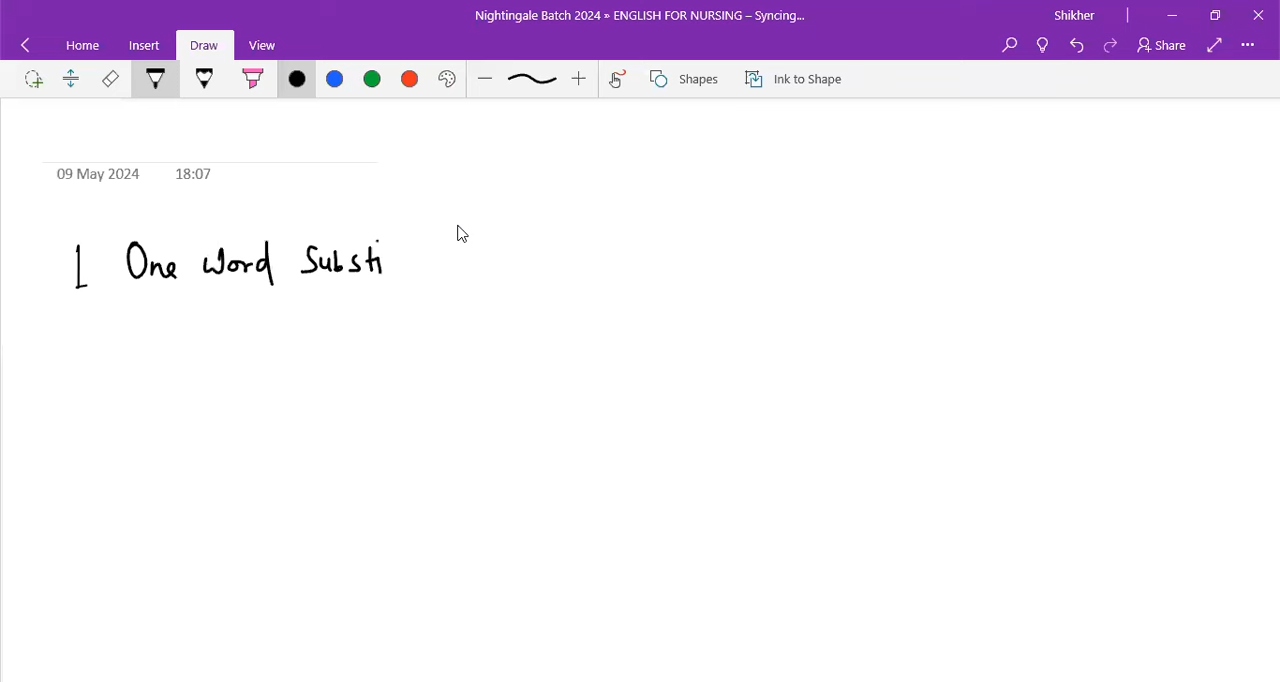 Nightingale Batch 2024 » ENGLISH FOR NURSING – Syncing...
Shikher
Home Insert Draw View
Share
Shapes
Ink to Shape
09 May 2024 18:07
[ One Word Substi